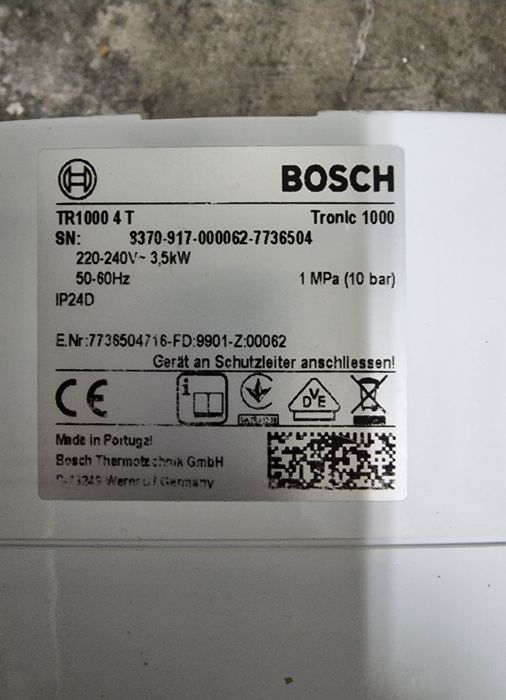 BOSCH
TR1000 4 T Tronic 1000
SN: 9370-917-000062-7736504
220-240V~ 3,5kW
50-60Hz 1 MPa (10 bar)
IP24D
E.Nr:7736504716-FD:9901-Z:00062
Gerät an Schutzleiter anschliessen!
CE i DVE
Made in Portugal
Bosch Thermotechnik GmbH
/ Germany